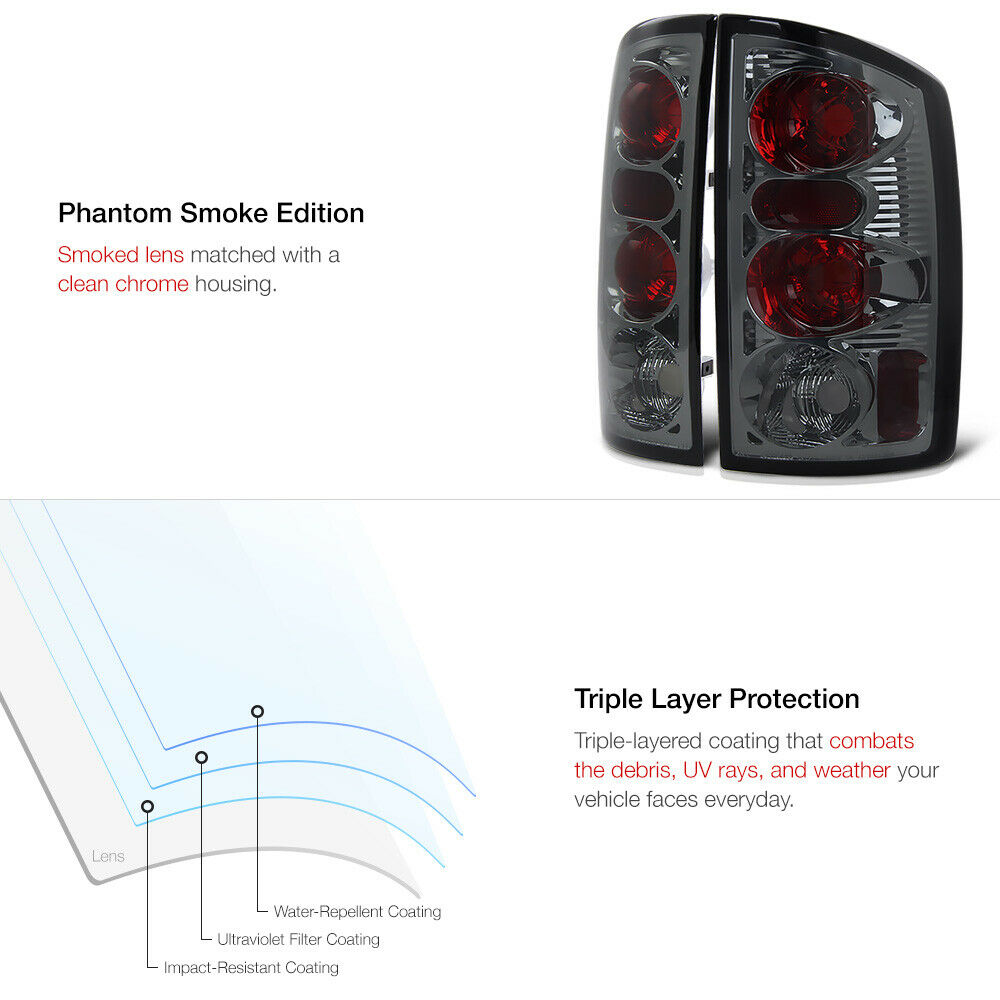 Phantom Smoke Edition
Smoked lens matched with a
clean chrome housing.
Triple Layer Protection
Triple-layered coating that combats
the debris, UV rays, and weather your
vehicle faces everyday.
Lens
Water-Repellent Coating
Ultraviolet Filter Coating
Impact-Resistant Coating